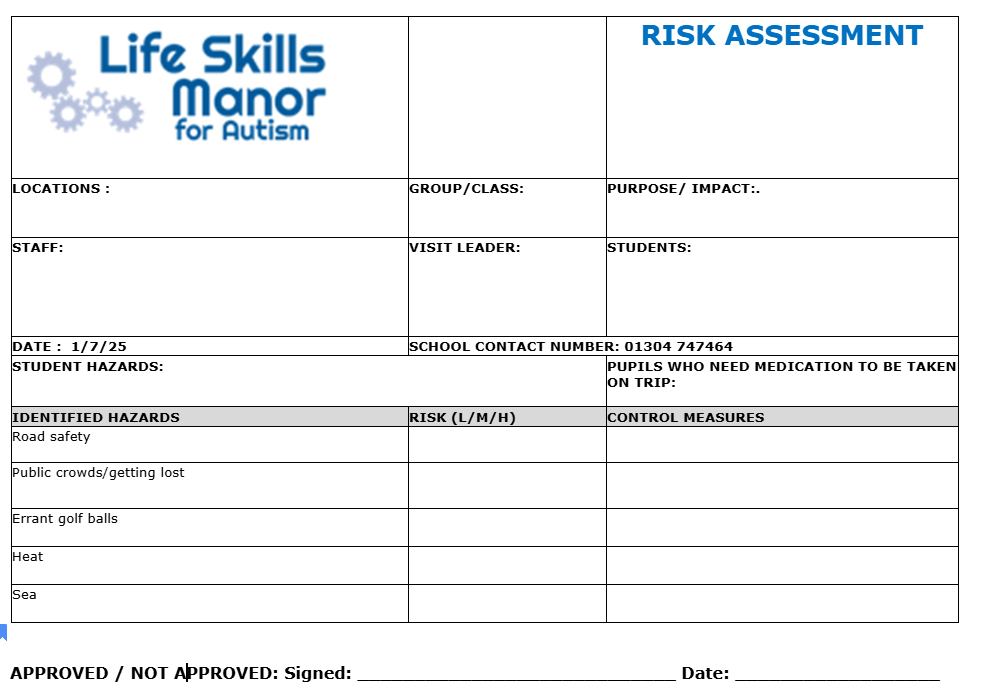 Life Skills
Manor
for Autism
RISK ASSESSMENT
LOCATIONS :
GROUP/CLASS:
PURPOSE/ IMPACT:.
STAFF:
VISIT LEADER:
STUDENTS:
DATE :  1/7/25
SCHOOL CONTACT NUMBER: 01304 747464
STUDENT HAZARDS:
PUPILS WHO NEED MEDICATION TO BE TAKEN
ON TRIP:
IDENTIFIED HAZARDS
RISK (L/M/H)
CONTROL MEASURES
Road safety
Public crowds/getting lost
Errant golf balls
Heat
Sea
APPROVED / NOT APPROVED: Signed: ______________________________ Date: ____________________